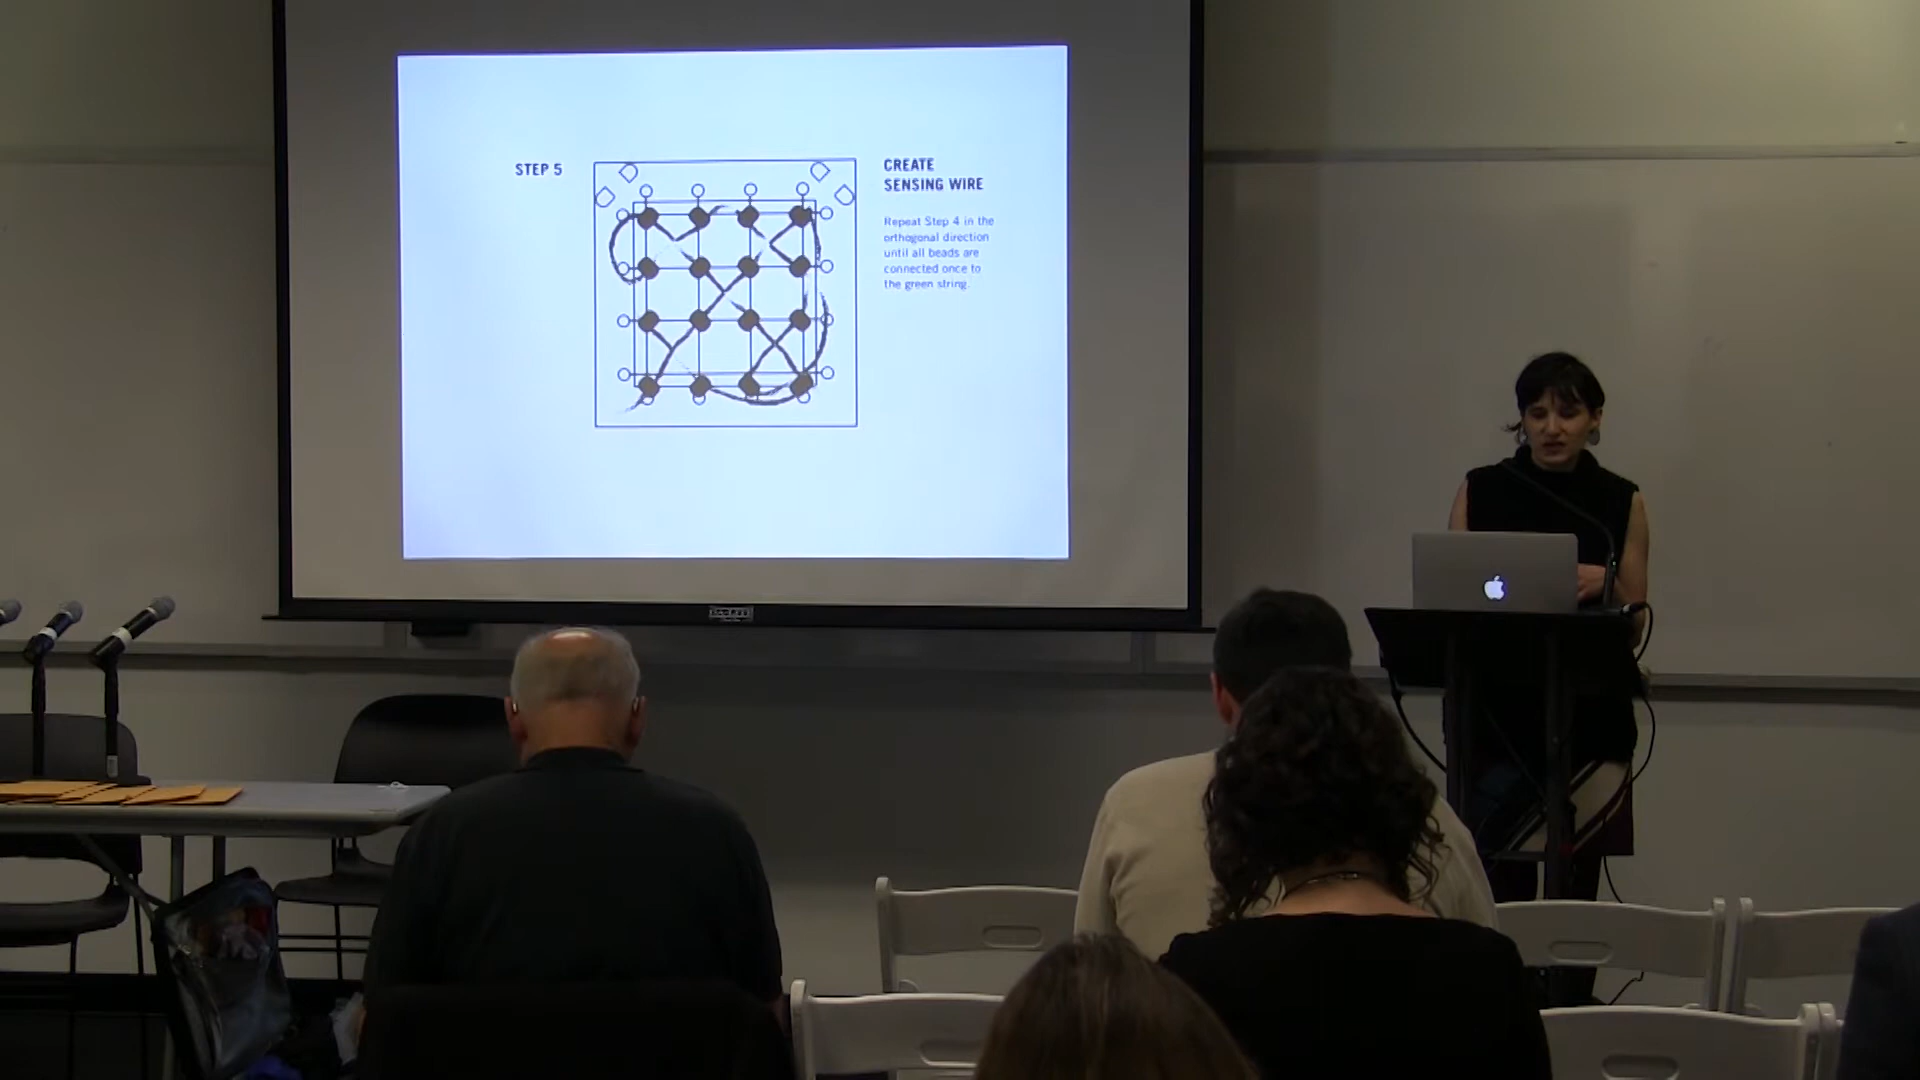 STEP 5
CREATE
SENSING WIRE
Repeat Step 4 in the
orthogonal direction
until all beads are
connected once to
the green string.